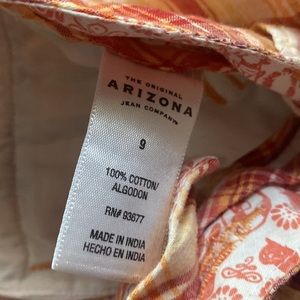 THE ORIGINAL
ARIZONA
JEAN COMPANY
9
100% COTTON/
ALGODON
RN# 93677
MADE IN INDIA
HECHO EN INDIA